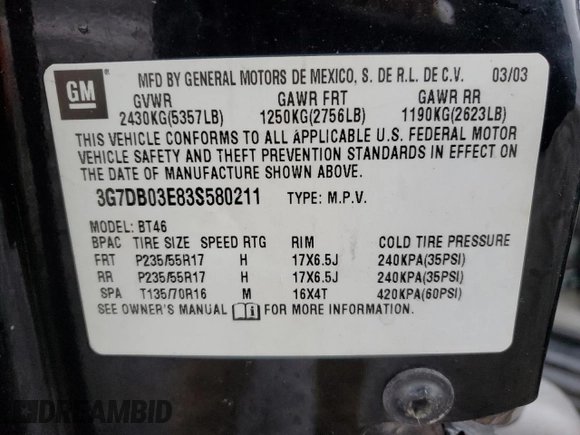 GM
MFD BY GENERAL MOTORS DE MEXICO, S. DE R.L. DE C.V. 03/03
GVWR GAWR FRT GAWR RR
2430KG(5357LB) 1250KG(2756LB) 1190KG(2623LB)
THIS VEHICLE CONFORMS TO ALL APPLICABLE U.S. FEDERAL MOTOR
VEHICLE SAFETY AND THEFT PREVENTION STANDARDS IN EFFECT ON
THE DATE OF MANUFACTURE SHOWN ABOVE.
3G7DB03E83S580211 TYPE: M.P.V.
MODEL: BT46
BPAC TIRE SIZE SPEED RTG RIM COLD TIRE PRESSURE
FRT P235/55R17 H 17X6.5J 240KPA(35PSI)
RR P235/55R17 H 17X6.5J 240KPA(35PSI)
SPA T135/70R16 M 16X4T 420KPA(60PSI)
SEE OWNER'S MANUAL FOR MORE INFORMATION.
DREAMBID